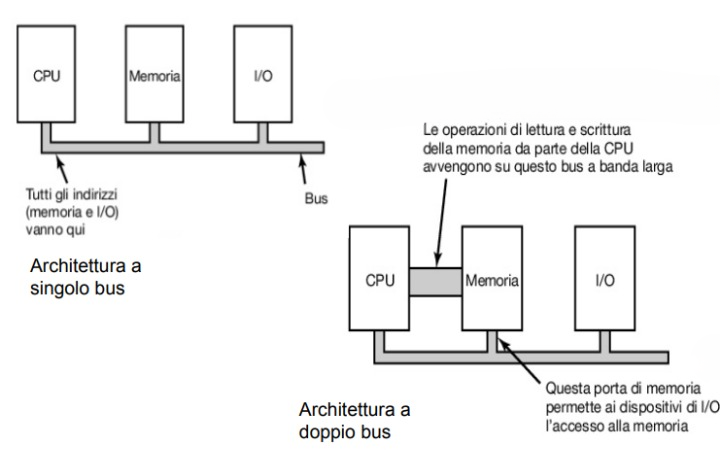 CPU
Memoria
I/O
Tutti gli indirizzi
(memoria e I/O)
vanno qui
Bus
Architettura a
singolo bus
Le operazioni di lettura e scrittura
della memoria da parte della CPU
avvengono su questo bus a banda larga
CPU
Memoria
I/O
Questa porta di memoria
permette ai dispositivi di I/O
l'accesso alla memoria
Architettura a
doppio bus